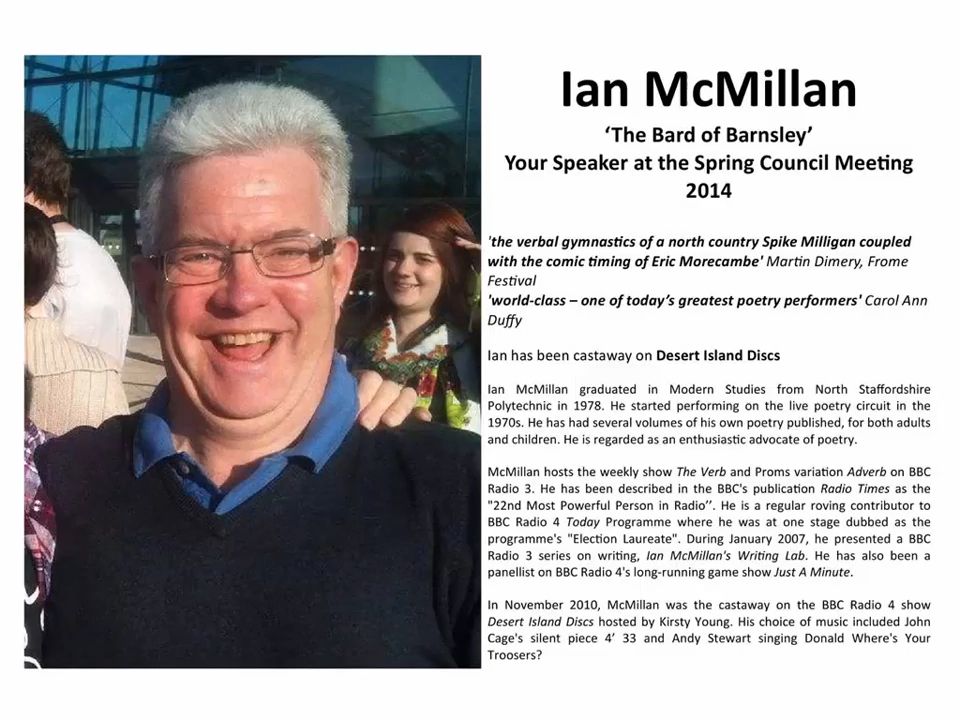 Ian McMillan
‘The Bard of Barnsley’
Your Speaker at the Spring Council Meeting
2014
'the verbal gymnastics of a north country Spike Milligan coupled
with the comic timing of Eric Morecambe' Martin Dimery, Frome
Festival
'world-class – one of today’s greatest poetry performers' Carol Ann
Duffy
Ian has been castaway on Desert Island Discs
Ian McMillan graduated in Modern Studies from North Staffordshire
Polytechnic in 1978. He started performing on the live poetry circuit in the
1970s. He has had several volumes of his own poetry published, for both adults
and children. He is regarded as an enthusiastic advocate of poetry.
McMillan hosts the weekly show The Verb and Proms variation Adverb on BBC
Radio 3. He has been described in the BBC's publication Radio Times as the
"22nd Most Powerful Person in Radio’’. He is a regular roving contributor to
BBC Radio 4 Today Programme where he was at one stage dubbed as the
programme's "Election Laureate". During January 2007, he presented a BBC
Radio 3 series on writing, Ian McMillan's Writing Lab. He has also been a
panellist on BBC Radio 4's long-running game show Just A Minute.
In November 2010, McMillan was the castaway on the BBC Radio 4 show
Desert Island Discs hosted by Kirsty Young. His choice of music included John
Cage's silent piece 4’ 33 and Andy Stewart singing Donald Where's Your
Troosers?